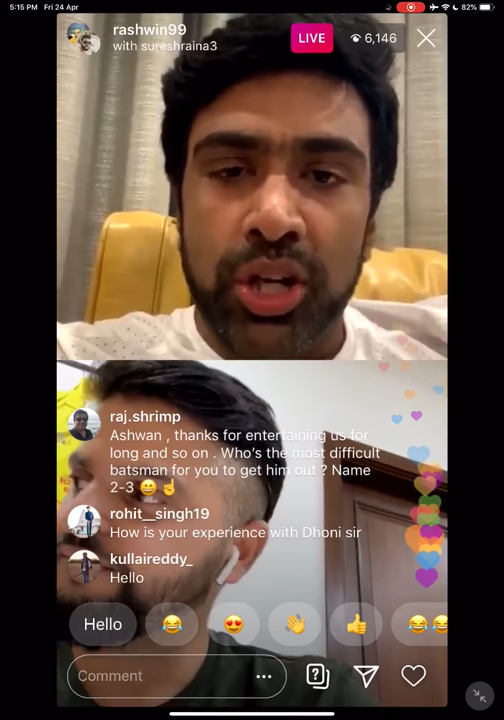 5:15 PM Fri 24 Apr
82%
rashwin99
with sureshraina3
LIVE
6,146
raj.shrimp
Ashwan , thanks for entertaining us for
long and so on . Who's the most difficult
batsman for you to get him out ? Name
2-3 😄 ☝️
rohit__singh19
How is your experience with Dhoni sir
kullaireddy_
Hello
Hello
Comment